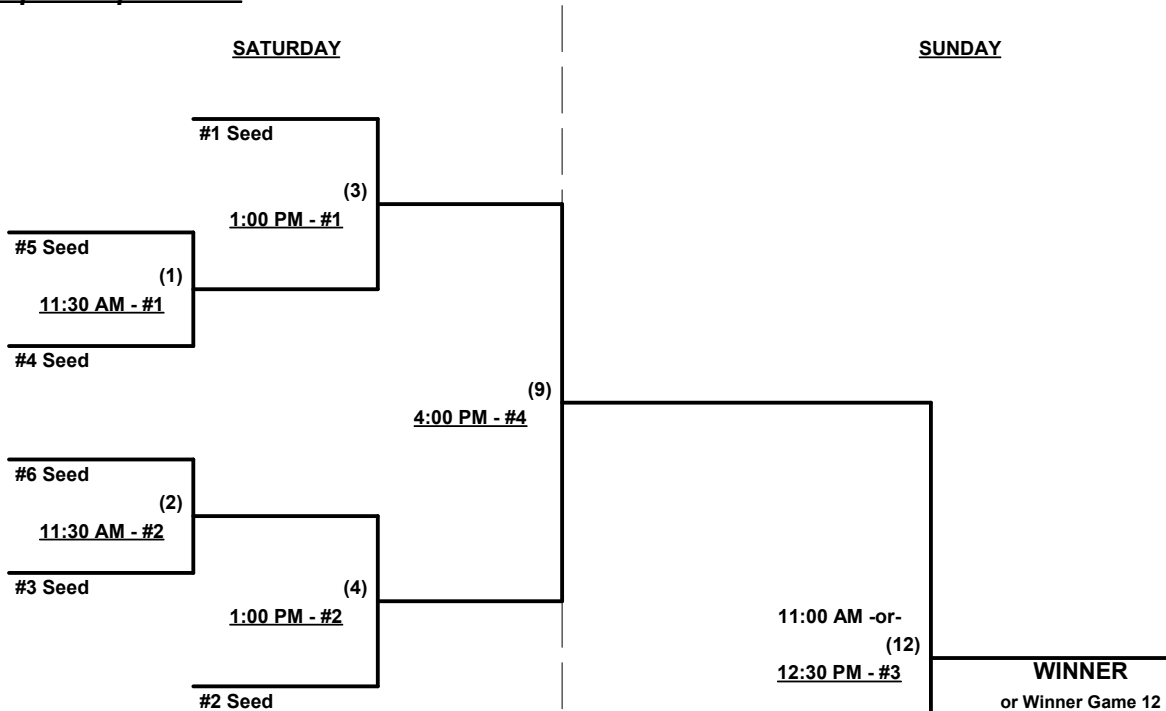 SATURDAY
SUNDAY
#1 Seed
(3)
1:00 PM - #1
#5 Seed
(1)
11:30 AM - #1
#4 Seed
(9)
4:00 PM - #4
#6 Seed
(2)
11:30 AM - #2
#3 Seed
(4)
1:00 PM - #2
#2 Seed
11:00 AM -or-
(12)
12:30 PM - #3
WINNER
or Winner Game 12